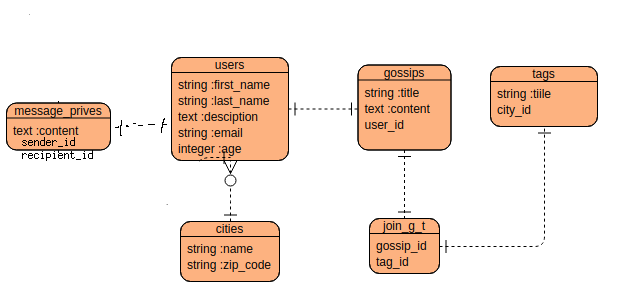 message_prives
text :content
sender_id
recipient_id
users
string :first_name
string :last_name
text :desciption
string :email
integer :age
cities
string :name
string :zip_code
gossips
string :title
text :content
user_id
join_g_t
gossip_id
tag_id
tags
string :tiile
city_id